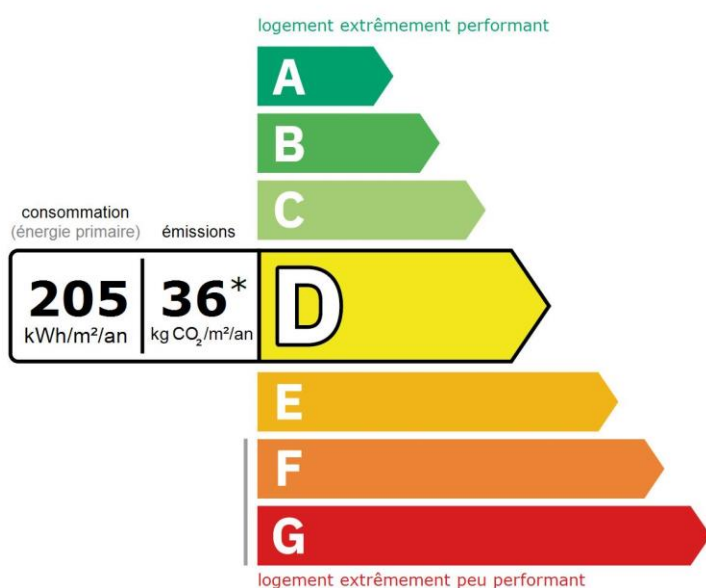 logement extrêmement performant
A
B
C
consommation
(énergie primaire) émissions
205 36*
kWh/m²/an kg CO₂/m²/an
D
E
F
G
logement extrêmement peu performant